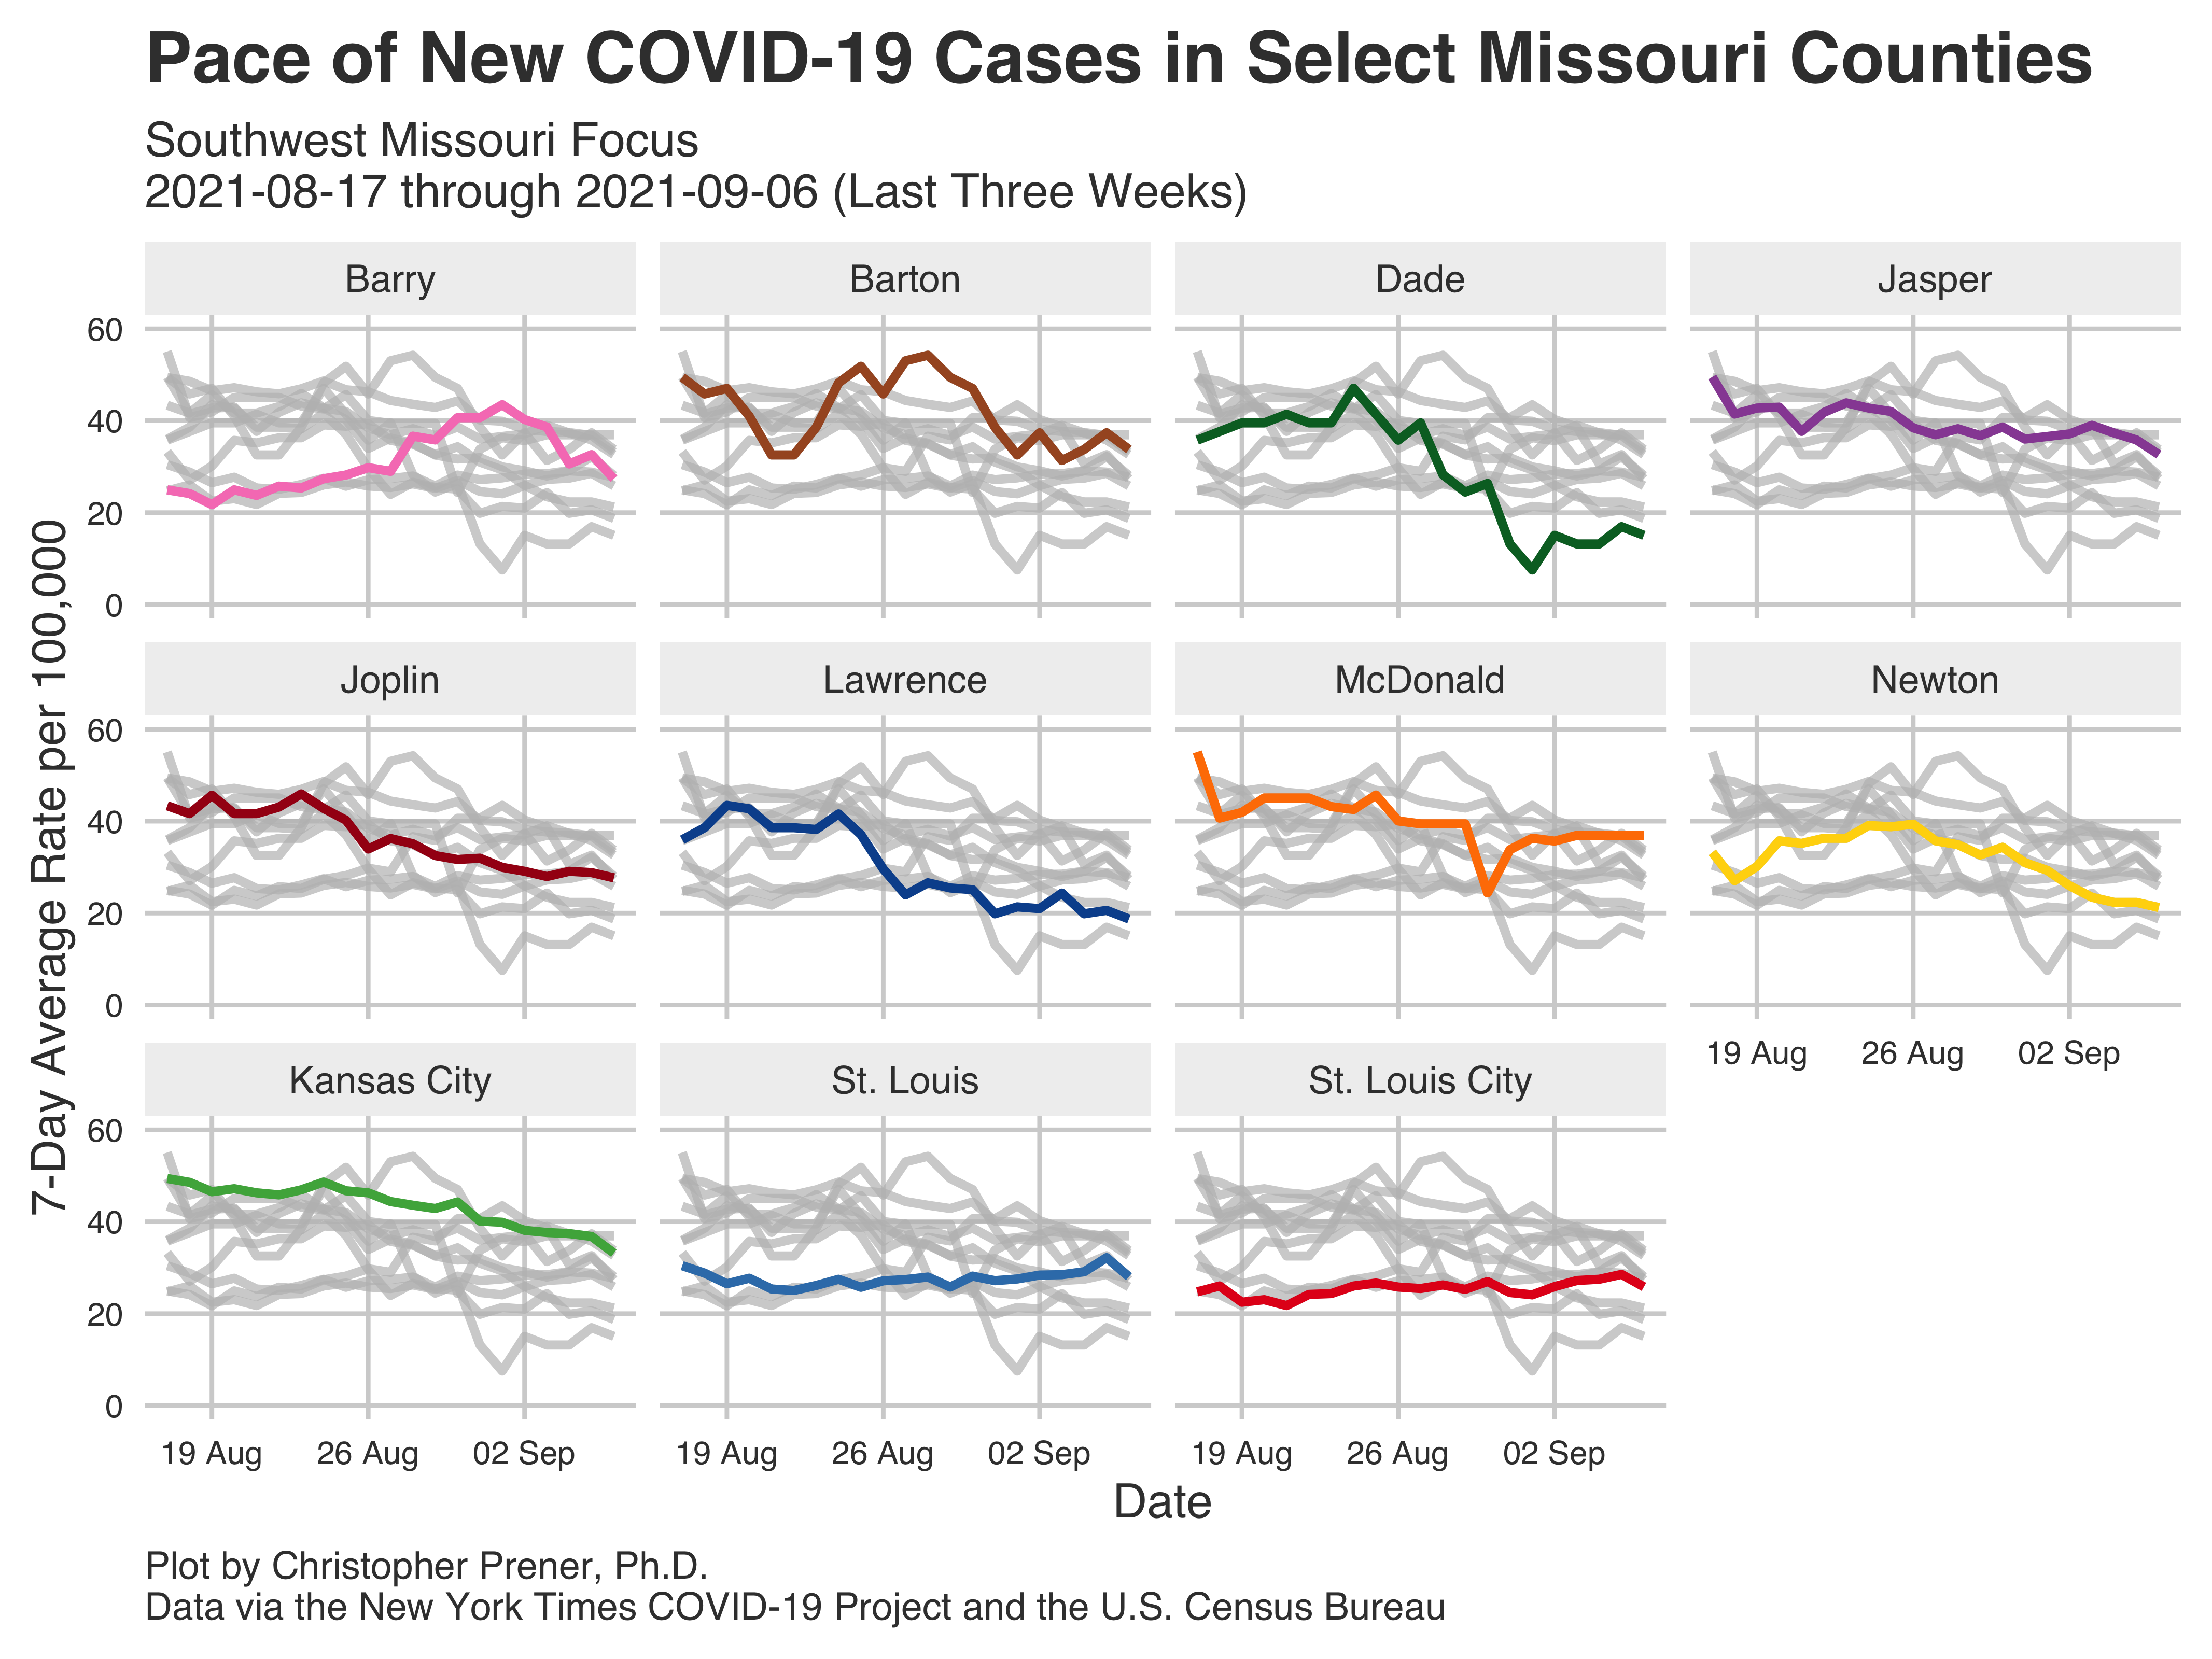 Pace of New COVID-19 Cases in Select Missouri Counties
Southwest Missouri Focus
2021-08-17 through 2021-09-06 (Last Three Weeks)
7-Day Average Rate per 100,000
Barry
Barton
Dade
Jasper
60
40
20
0
Joplin
Lawrence
McDonald
Newton
60
40
20
0
19 Aug
26 Aug
02 Sep
Kansas City
St. Louis
St. Louis City
60
40
20
0
19 Aug
26 Aug
02 Sep
19 Aug
26 Aug
02 Sep
19 Aug
26 Aug
02 Sep
Date
Plot by Christopher Prener, Ph.D.
Data via the New York Times COVID-19 Project and the U.S. Census Bureau